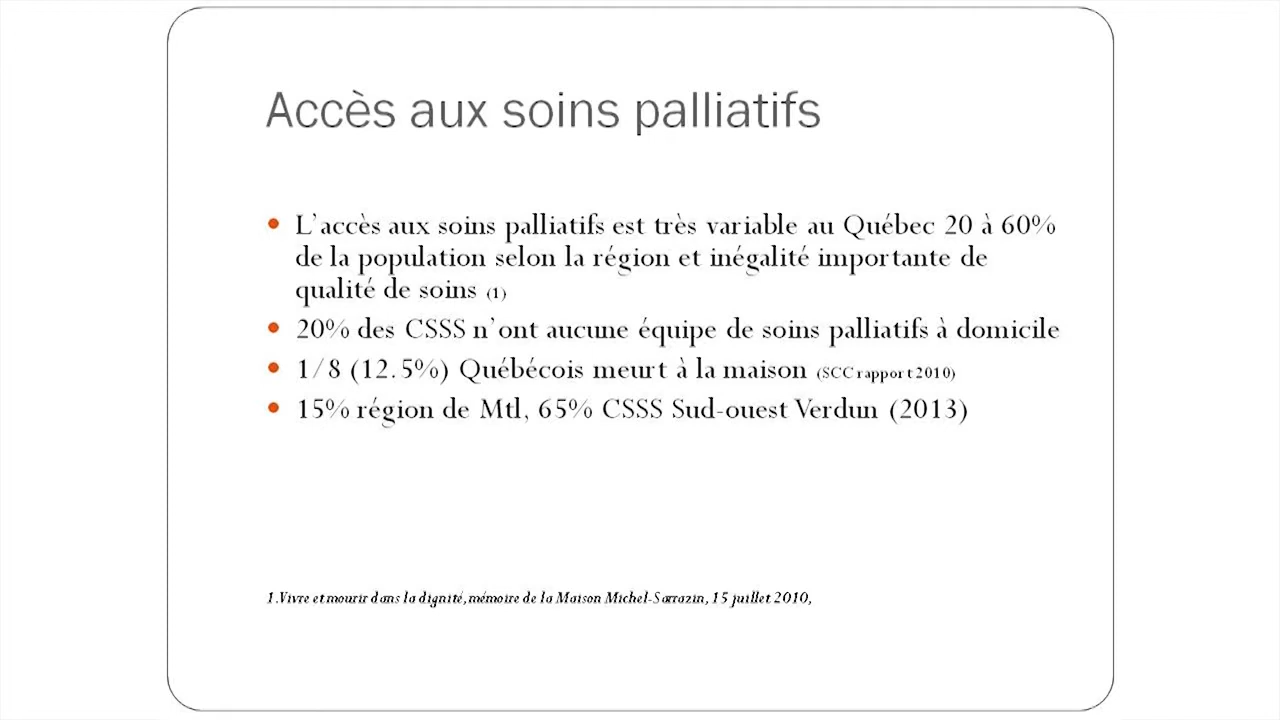 Accès aux soins palliatifs
L'accès aux soins palliatifs est très variable au Québec 20 à 60%
de la population selon la région et inégalité importante de
qualité de soins (1)
20% des CSSS n'ont aucune équipe de soins palliatifs à domicile
1/8 (12.5%) Québécois meurt à la maison (SCC rapport 2010)
15% région de Mtl, 65% CSSS Sud-ouest Verdun (2013)
1.Vivre et mourir dans la dignité, mémoire de la Maison Michel-Sarrazin, 15 juillet 2010,